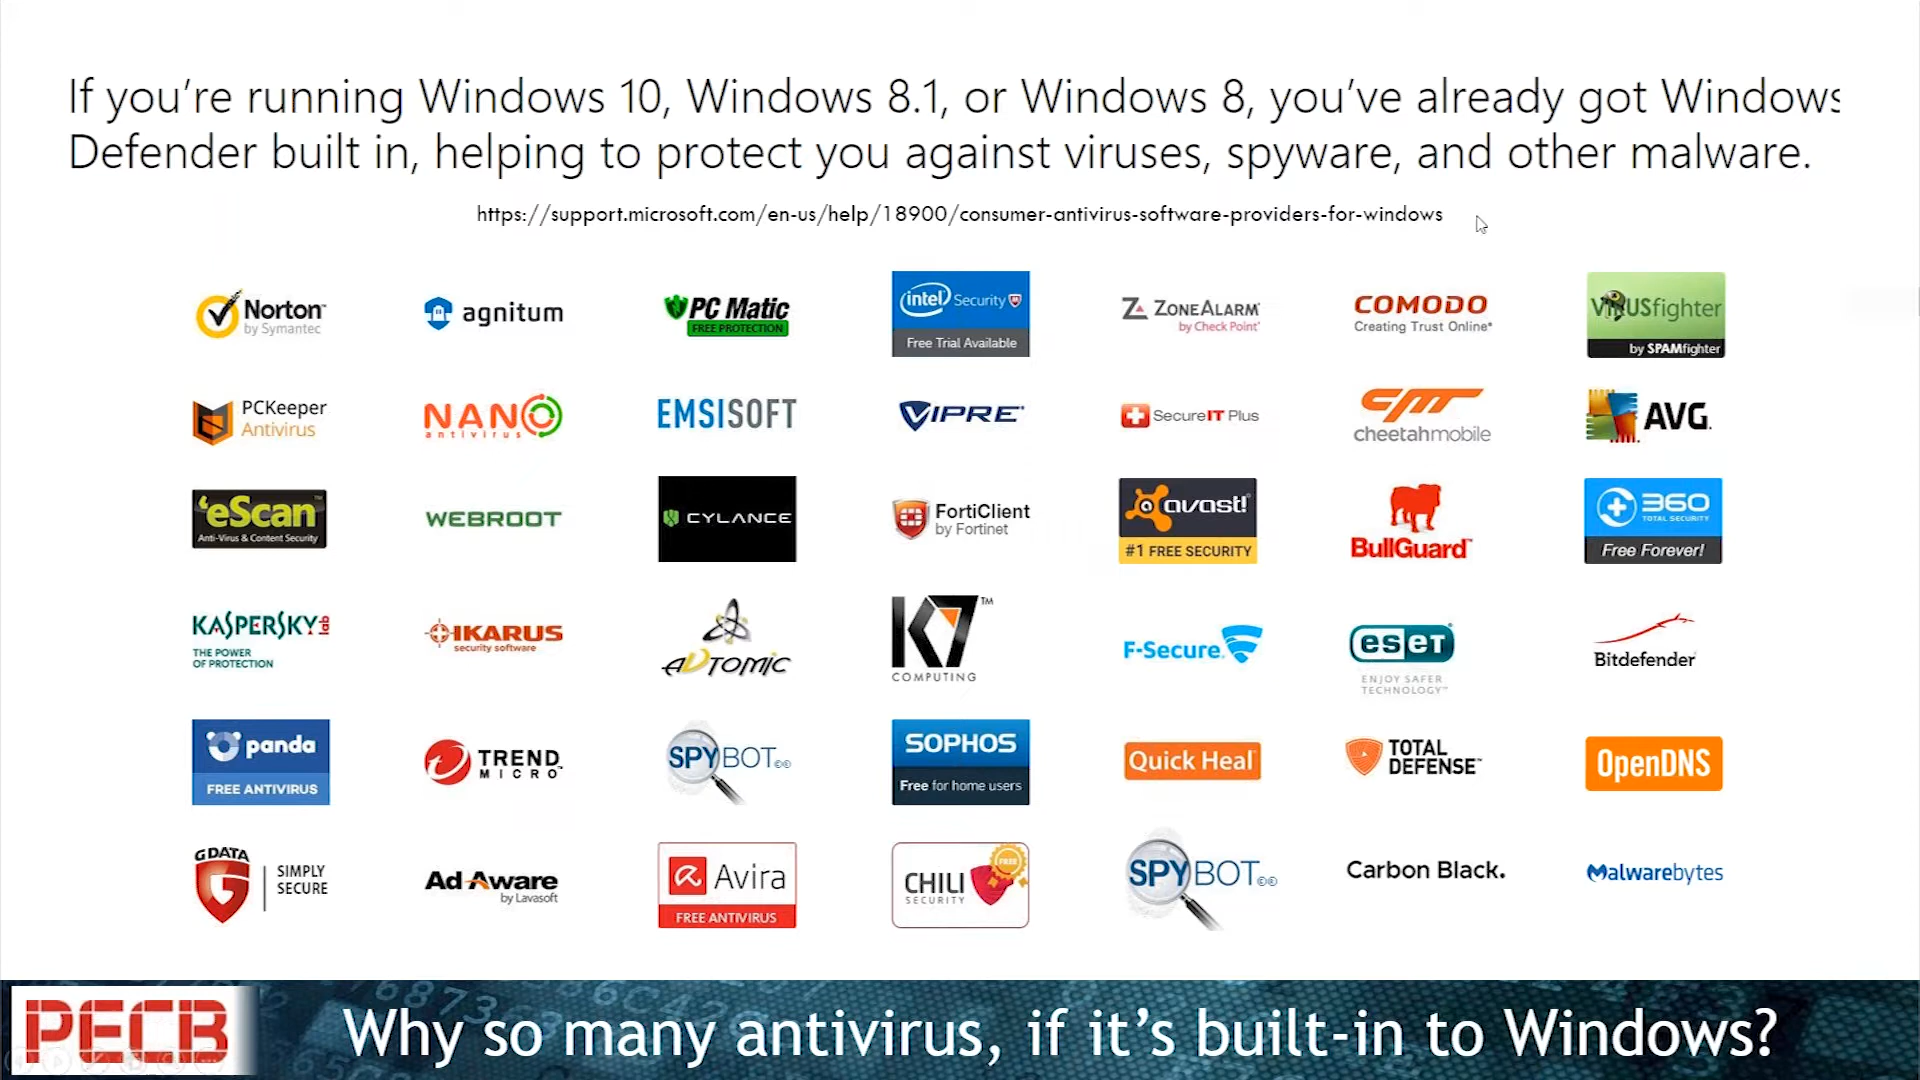 If you’re running Windows 10, Windows 8.1, or Windows 8, you’ve already got Windows
Defender built in, helping to protect you against viruses, spyware, and other malware.
https://support.microsoft.com/en-us/help/18900/consumer-antivirus-software-providers-for-windows
Norton™
by Symantec
agnitum
PC Matic
FREE PROTECTION
intel Security
Free Trial Available
ZONEALARM
by Check Point
COMODO
Creating Trust Online®
VIRUSfighter
by SPAMfighter
PCKeeper
Antivirus
NANO
antivirus
EMSISOFT
VIPRE
SecureIT Plus
cm
cheetahmobile
AVG.
eScan™
Anti-Virus & Content Security
WEBROOT
CYLANCE
FortiClient
by Fortinet
avast!
#1 FREE SECURITY
BullGuard
360
TOTAL SECURITY
Free Forever!
KASPERSKY lab
THE POWER
OF PROTECTION
IKARUS
security software
ADTOMIC
K7™
COMPUTING
F-Secure.
eseT
ENJOY SAFER
TECHNOLOGY™
Bitdefender
panda
FREE ANTIVIRUS
TREND
MICRO™
SPYBOT
SOPHOS
Free for home users
Quick Heal
TOTAL
DEFENSE™
OpenDNS
G DATA
SIMPLY
SECURE
Ad-Aware
by Lavasoft
Avira
FREE ANTIVIRUS
CHILI
SECURITY
FREE
SPYBOT
Carbon Black.
Malwarebytes
PECB
Why so many antivirus, if it’s built-in to Windows?